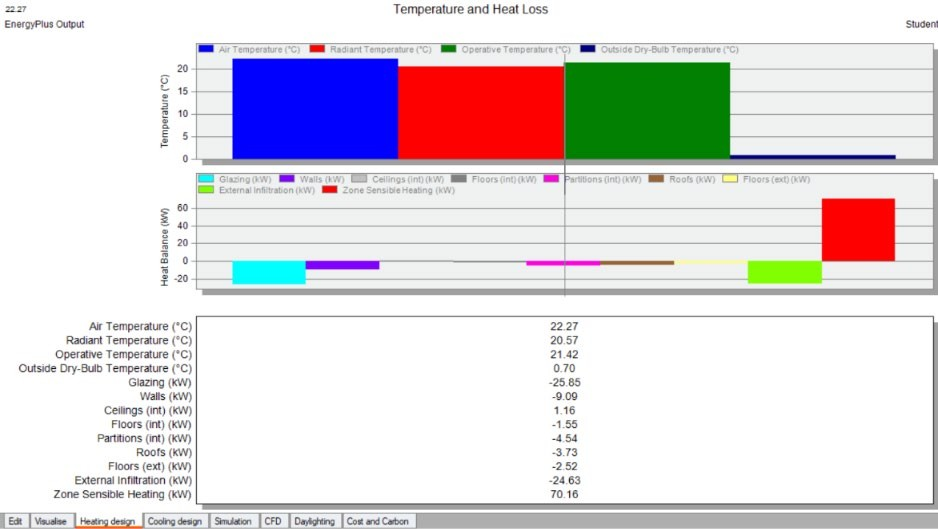 22.27
Temperature and Heat Loss
EnergyPlus Output
Student
Air Temperature (°C) Radiant Temperature (°C) Operative Temperature (°C) Outside Dry-Bulb Temperature (°C)
Temperature (°C)
20
15
10
5
0
Glazing (kW) Walls (kW) Ceilings (int) (kW) Floors (int) (kW) Partitions (int) (kW) Roofs (kW) Floors (ext) (kW)
External Infiltration (kW) Zone Sensible Heating (kW)
Heat Balance (kW)
60
40
20
0
-20
Air Temperature (°C) 22.27
Radiant Temperature (°C) 20.57
Operative Temperature (°C) 21.42
Outside Dry-Bulb Temperature (°C) 0.70
Glazing (kW) -25.85
Walls (kW) -9.09
Ceilings (int) (kW) 1.16
Floors (int) (kW) -1.55
Partitions (int) (kW) -4.54
Roofs (kW) -3.73
Floors (ext) (kW) -2.52
External Infiltration (kW) -24.63
Zone Sensible Heating (kW) 70.16
Edit Visualise Heating design Cooling design Simulation CFD Daylighting Cost and Carbon